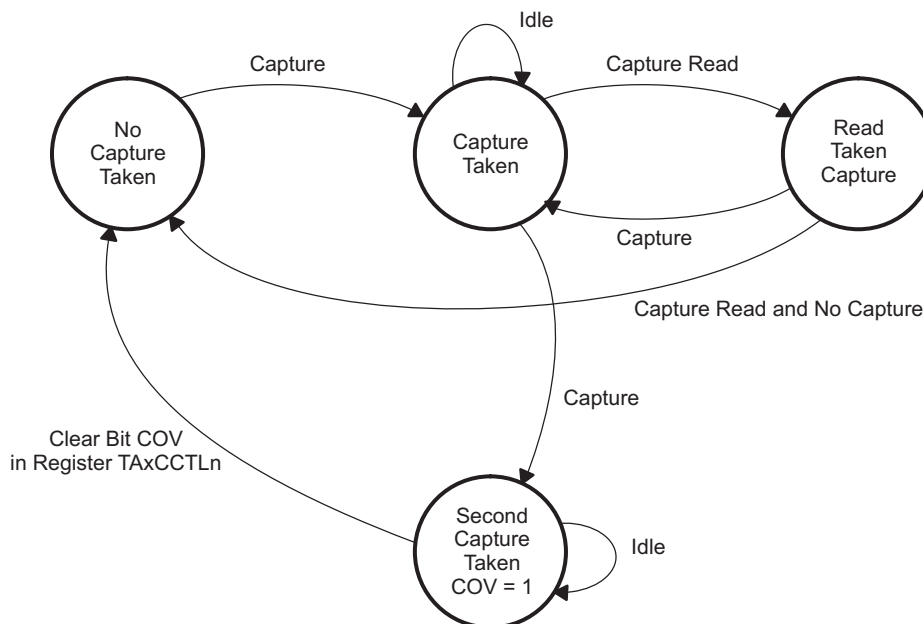 Idle
Capture
Capture Read
No
Capture
Taken
Capture
Taken
Read
Taken
Capture
Capture
Capture Read and No Capture
Capture
Clear Bit COV
in Register TAxCCTLn
Second
Capture
Taken
COV = 1
Idle